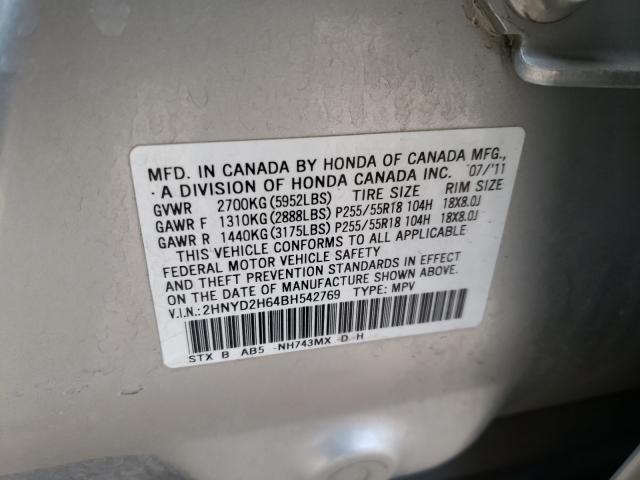 MFD. IN CANADA BY HONDA OF CANADA MFG.,
A DIVISION OF HONDA CANADA INC. '07/'11
GVWR 2700KG(5952LBS) TIRE SIZE RIM SIZE
GAWR F 1310KG(2888LBS) P255/55R18 104H 18X8.0J
GAWR R 1440KG(3175LBS) P255/55R18 104H 18X8.0J
THIS VEHICLE CONFORMS TO ALL APPLICABLE
FEDERAL MOTOR VEHICLE SAFETY
AND THEFT PREVENTION STANDARDS IN EFFECT
ON THE DATE OF MANUFACTURE SHOWN ABOVE.
V.I.N.:2HNYD2H64BH542769 TYPE: MPV
STX B AB5 -NH743MX -D -H